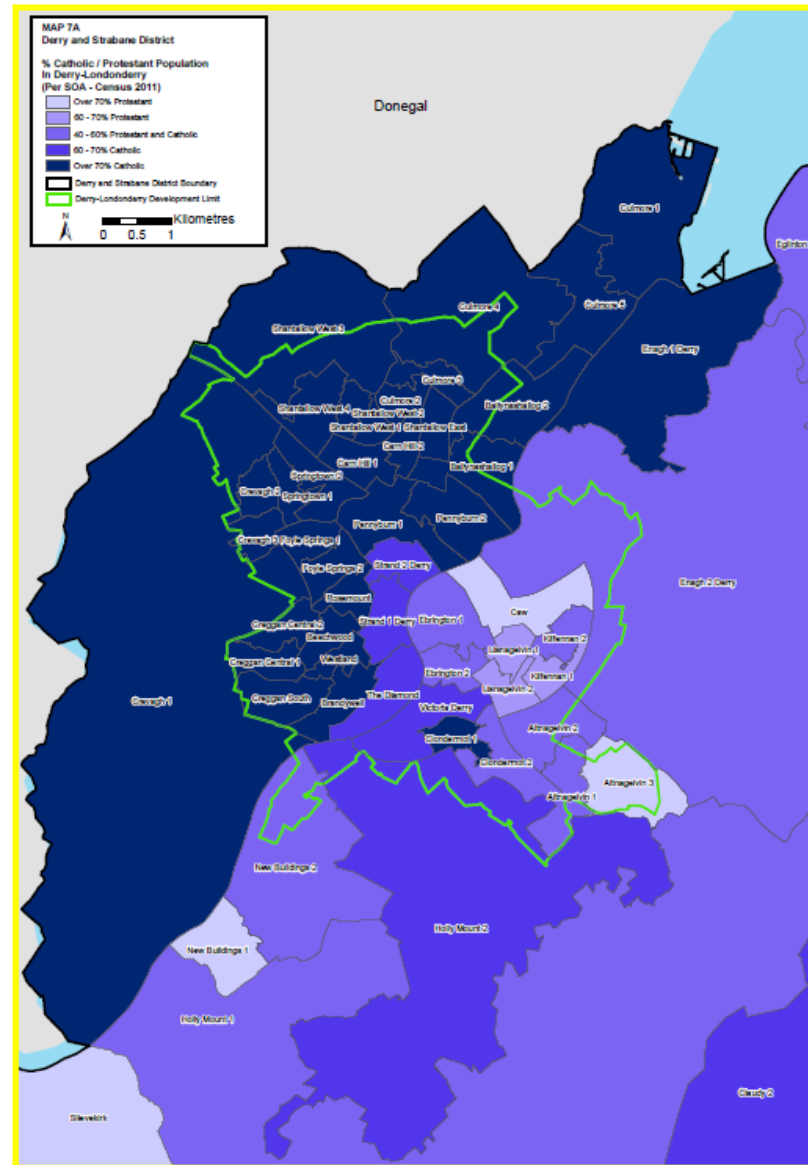 MAP 7A
Derry and Strabane District
% Catholic / Protestant Population
In Derry-Londonderry
(Per SOA - Census 2011)
Over 70% Protestant
60 - 70% Protestant
40 - 60% Protestant and Catholic
60 - 70% Catholic
Over 70% Catholic
Derry and Strabane District Boundary
Derry-Londonderry Development Limit
N
Kilometres
0 0.5 1
Donegal
Culmore 1
Eglinton
Culmore 5
Culmore 4
Shantallow West 3
Enagh 1 Derry
Culmore 3
Culmore 2
Shantallow West 4
Shantallow West 2
Ballynashallog 2
Shantallow West 1
Shantallow East
Carn Hill 2
Carn Hill 1
Ballynashallog 1
Springtown 2
Crevagh 2
Springtown 1
Pennyburn 1
Pennyburn 2
Crevagh 3
Foyle Springs 1
Foyle Springs 2
Strand 2 Derry
Enagh 2 Derry
Rosemount
Caw
Creggan Central 2
Strand 1 Derry
Ebrington 1
Beechwood
Kilfennan 2
Lisnagelvin 1
Creggan Central 1
Westland
Ebrington 2
Kilfennan 1
Lisnagelvin 2
Creggan South
Brandywell
The Diamond
Victoria Derry
Crevagh 1
Altnagelvin 2
Clondermot 1
Clondermot 2
Altnagelvin 3
Altnagelvin 1
New Buildings 2
Holly Mount 2
New Buildings 1
Holly Mount 1
Claudy 2
Slievekirk